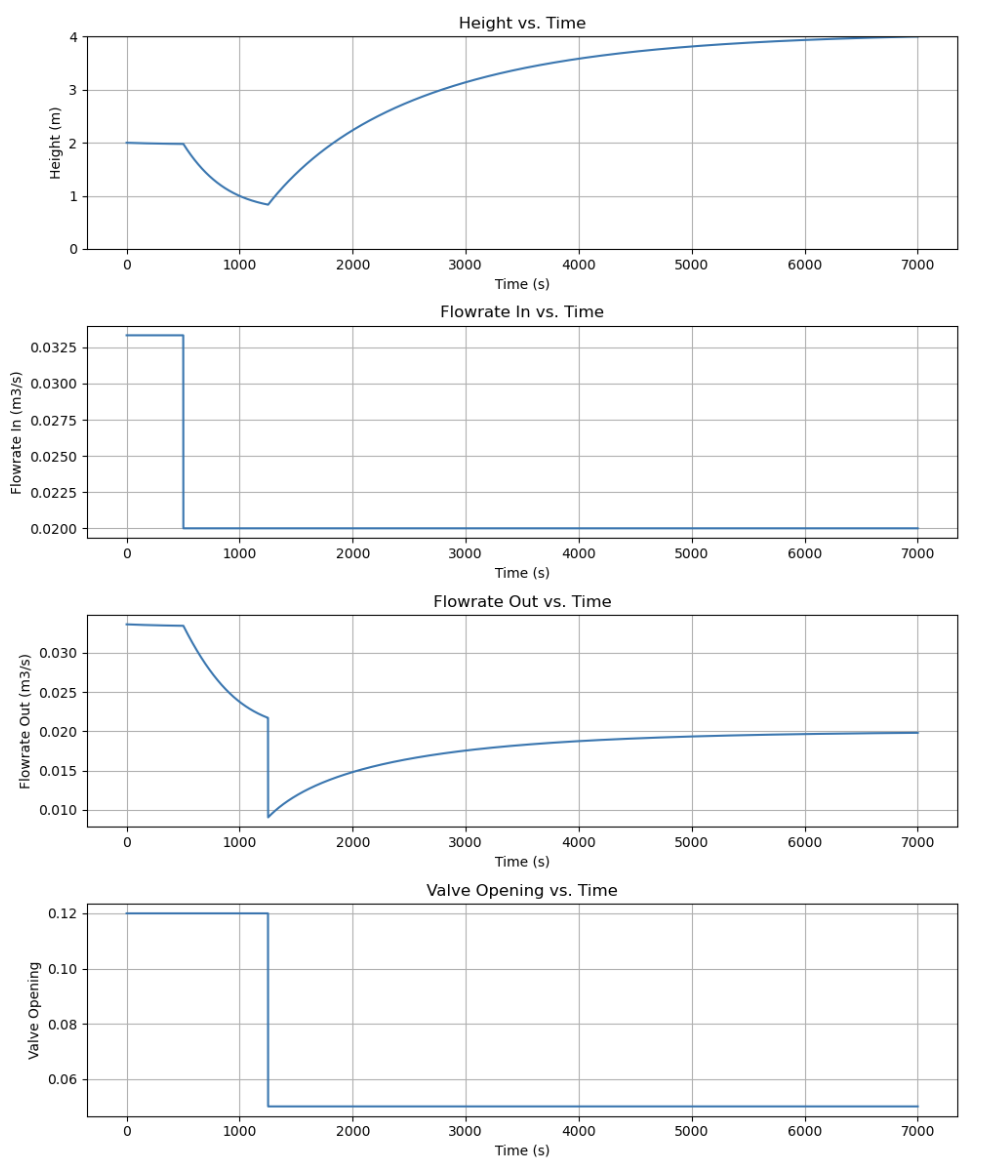 Height vs. Time
4
3
2
1
0
Height (m)
0 1000 2000 3000 4000 5000 6000 7000
Time (s)
Flowrate In vs. Time
0.0325
0.0300
0.0275
0.0250
0.0225
0.0200
Flowrate In (m3/s)
0 1000 2000 3000 4000 5000 6000 7000
Time (s)
Flowrate Out vs. Time
0.030
0.025
0.020
0.015
0.010
Flowrate Out (m3/s)
0 1000 2000 3000 4000 5000 6000 7000
Time (s)
Valve Opening vs. Time
0.12
0.10
0.08
0.06
Valve Opening
0 1000 2000 3000 4000 5000 6000 7000
Time (s)